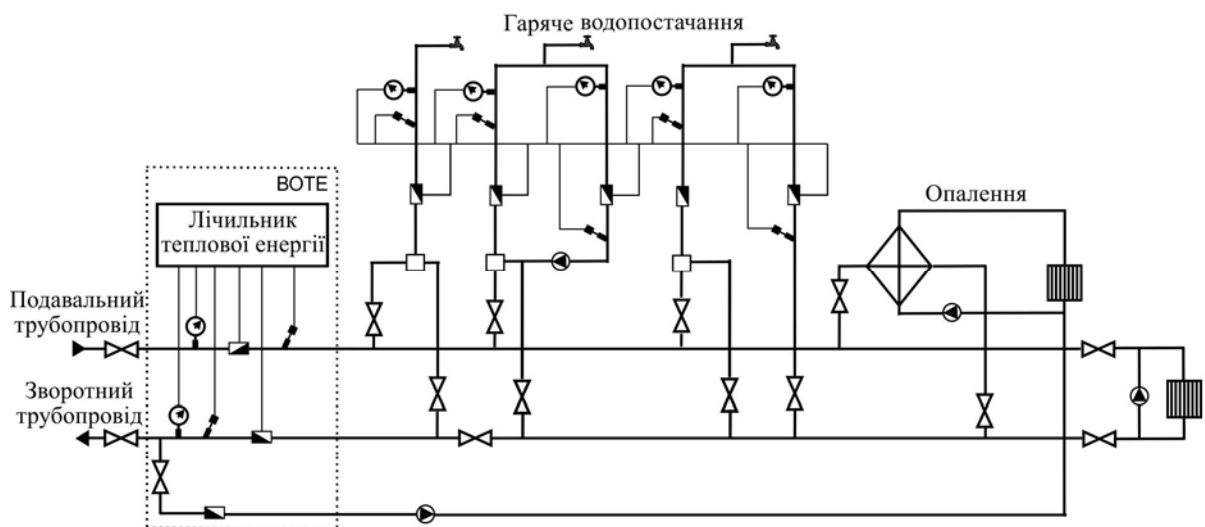 Гаряче водопостачання
ВОТЕ
Лічильник
теплової енергії
Опалення
Подавальний
трубопровід
Зворотний
трубопровід